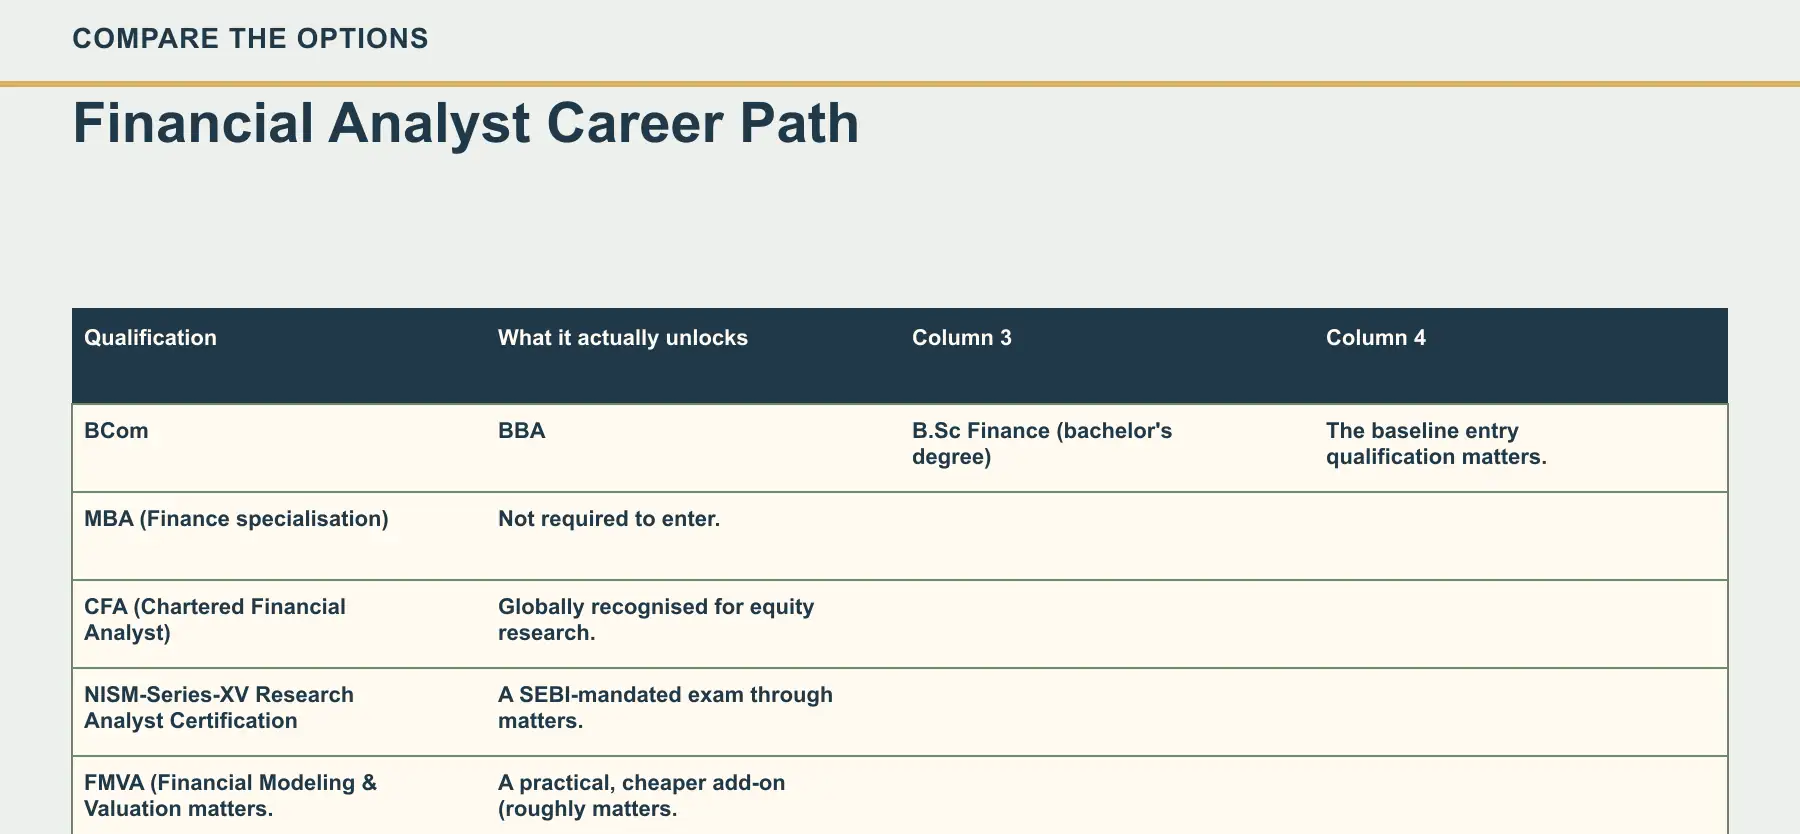 COMPARE THE OPTIONS
Financial Analyst Career Path
Qualification What it actually unlocks Column 3 Column 4
BCom BBA B.Sc Finance (bachelor's The baseline entry
degree) qualification matters.
MBA (Finance specialisation) Not required to enter.
CFA (Chartered Financial Globally recognised for equity
Analyst) research.
NISM-Series-XV Research A SEBI-mandated exam through
Analyst Certification matters.
FMVA (Financial Modeling & A practical, cheaper add-on
Valuation matters. (roughly matters.